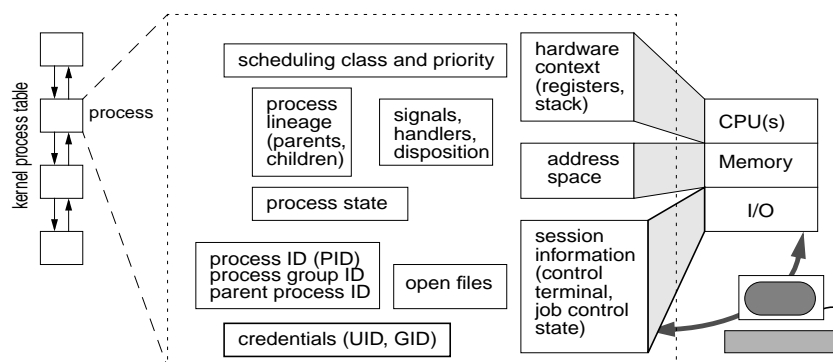 kernel process table
process
scheduling class and priority
process
lineage
(parents,
children)
signals,
handlers,
disposition
process state
process ID (PID)
process group ID
parent process ID
open files
credentials (UID, GID)
hardware
context
(registers,
stack)
address
space
session
information
(control
terminal,
job control
state)
CPU(s)
Memory
I/O